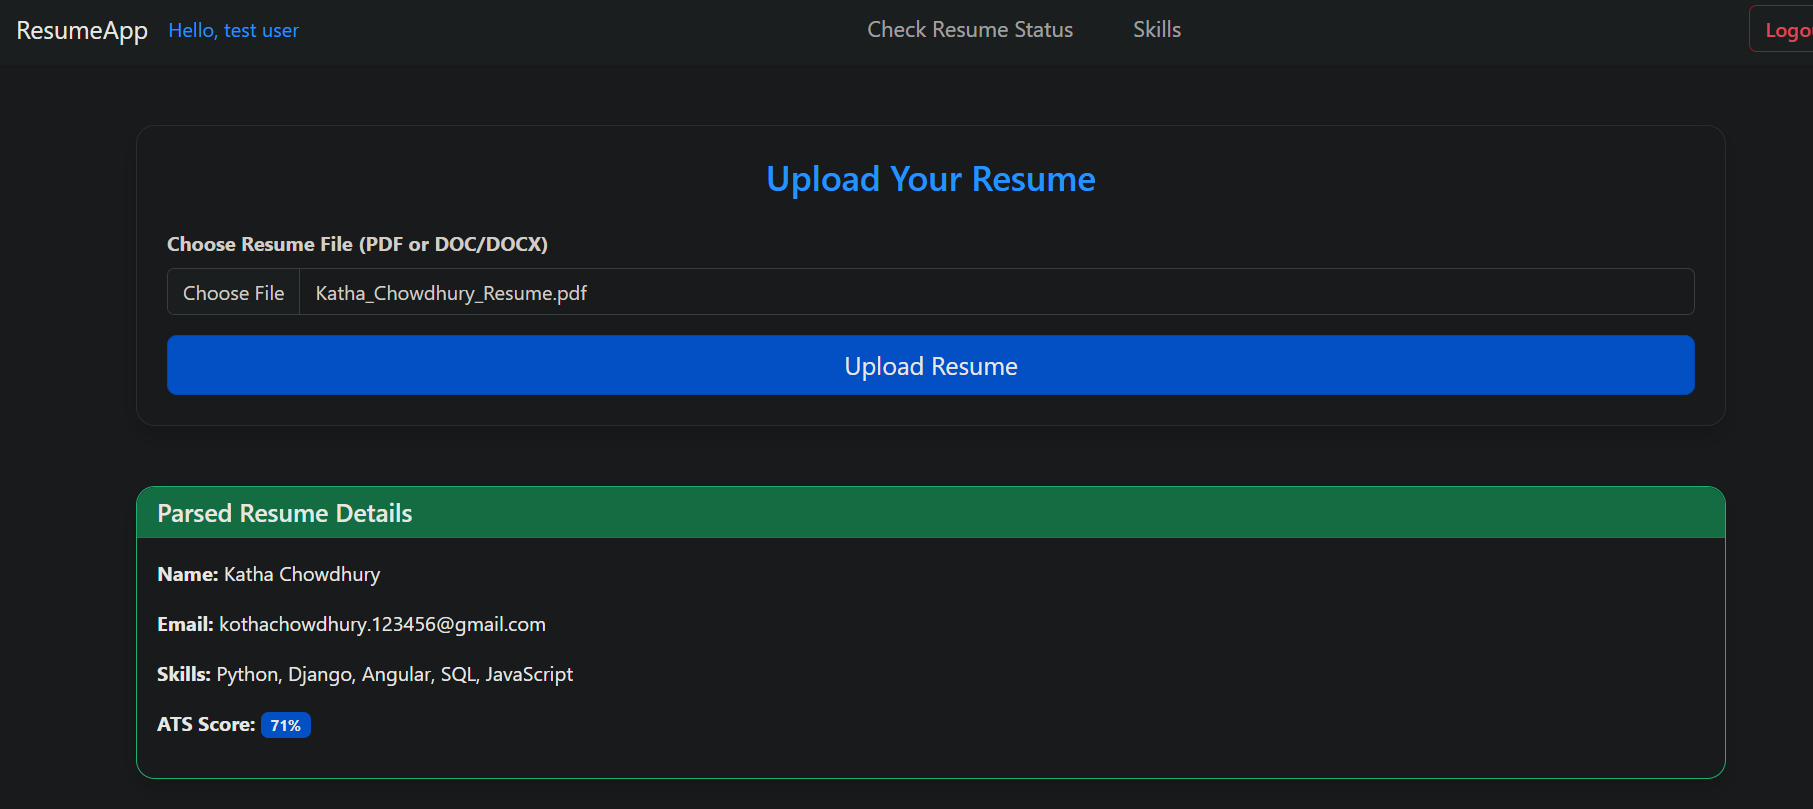 ResumeApp Hello, test user Check Resume Status Skills Logou
Upload Your Resume
Choose Resume File (PDF or DOC/DOCX)
Choose File Katha_Chowdhury_Resume.pdf
Upload Resume
Parsed Resume Details
Name: Katha Chowdhury
Email: kothachowdhury.123456@gmail.com
Skills: Python, Django, Angular, SQL, JavaScript
ATS Score: 71%